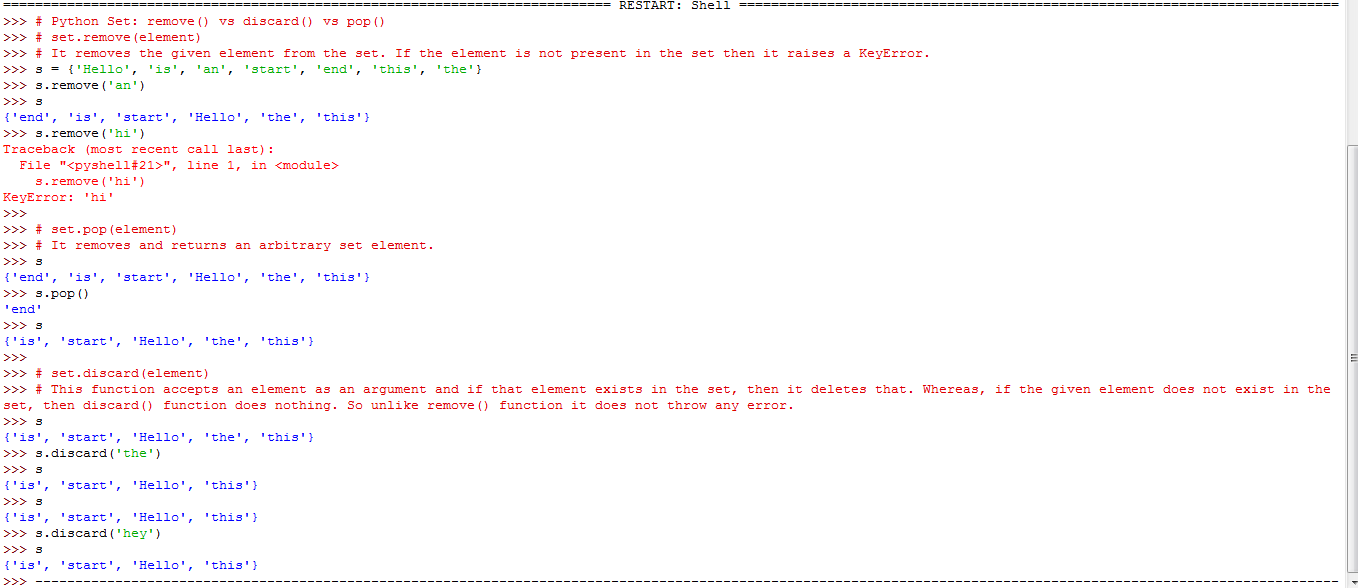 =========================== RESTART: Shell ===========================
>>> # Python Set: remove() vs discard() vs pop()
>>> # set.remove(element)
>>> # It removes the given element from the set. If the element is not present in the set then it raises a KeyError.
>>> s = {'Hello', 'is', 'an', 'start', 'end', 'this', 'the'}
>>> s.remove('an')
>>> s
{'end', 'is', 'start', 'Hello', 'the', 'this'}
>>> s.remove('hi')
Traceback (most recent call last):
  File "<pyshell#21>", line 1, in <module>
    s.remove('hi')
KeyError: 'hi'
>>>
>>> # set.pop(element)
>>> # It removes and returns an arbitrary set element.
>>> s
{'end', 'is', 'start', 'Hello', 'the', 'this'}
>>> s.pop()
'end'
>>> s
{'is', 'start', 'Hello', 'the', 'this'}
>>>
>>> # set.discard(element)
>>> # This function accepts an element as an argument and if that element exists in the set, then it deletes that. Whereas, if the given element does not exist in the
set, then discard() function does nothing. So unlike remove() function it does not throw any error.
>>> s
{'is', 'start', 'Hello', 'the', 'this'}
>>> s.discard('the')
>>> s
{'is', 'start', 'Hello', 'this'}
>>> s
{'is', 'start', 'Hello', 'this'}
>>> s.discard('hey')
>>> s
{'is', 'start', 'Hello', 'this'}
>>> ----------------------------------------------------------------------